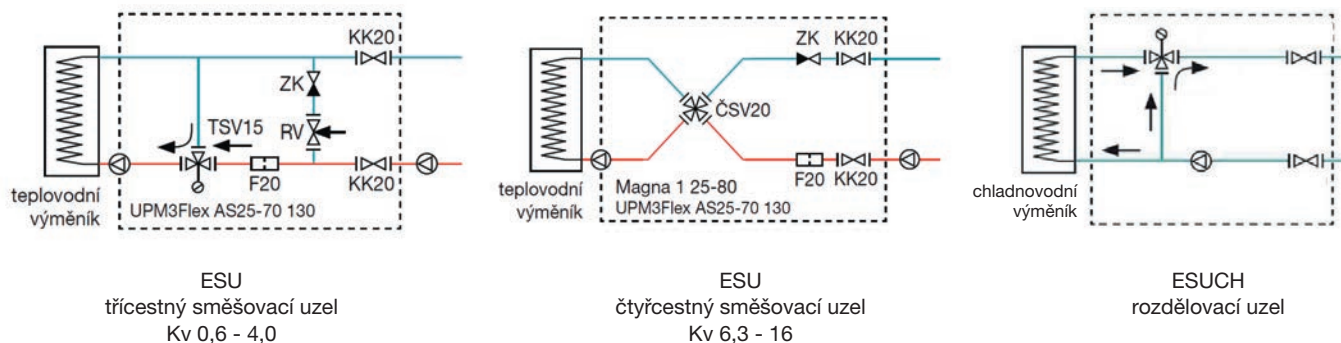 KK20
ZK
TSV15
RV
F20
KK20
teplovodní
výměník
UPM3Flex AS25-70 130
ESU
třícestný směšovací uzel
Kv 0,6 - 4,0
ZK KK20
ČSV20
F20 KK20
teplovodní
výměník
Magna 1 25-80
UPM3Flex AS25-70 130
ESU
čtyřcestný směšovací uzel
Kv 6,3 - 16
chladnovodní
výměník
ESUCH
rozdělovací uzel